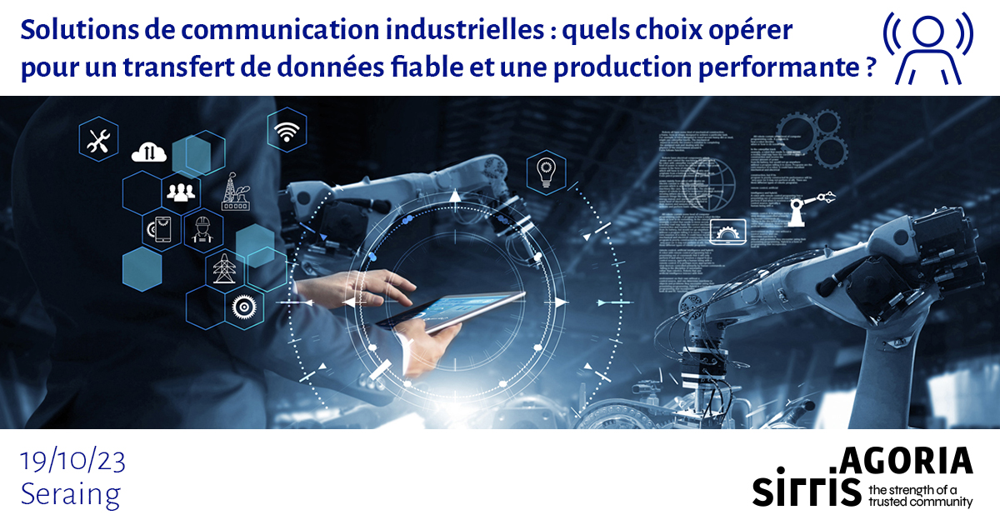 Solutions de communication industrielles : quels choix opérer
pour un transfert de données fiable et une production performante ?
19/10/23
Seraing
AGORIA
sirris
the strength of a
trusted community